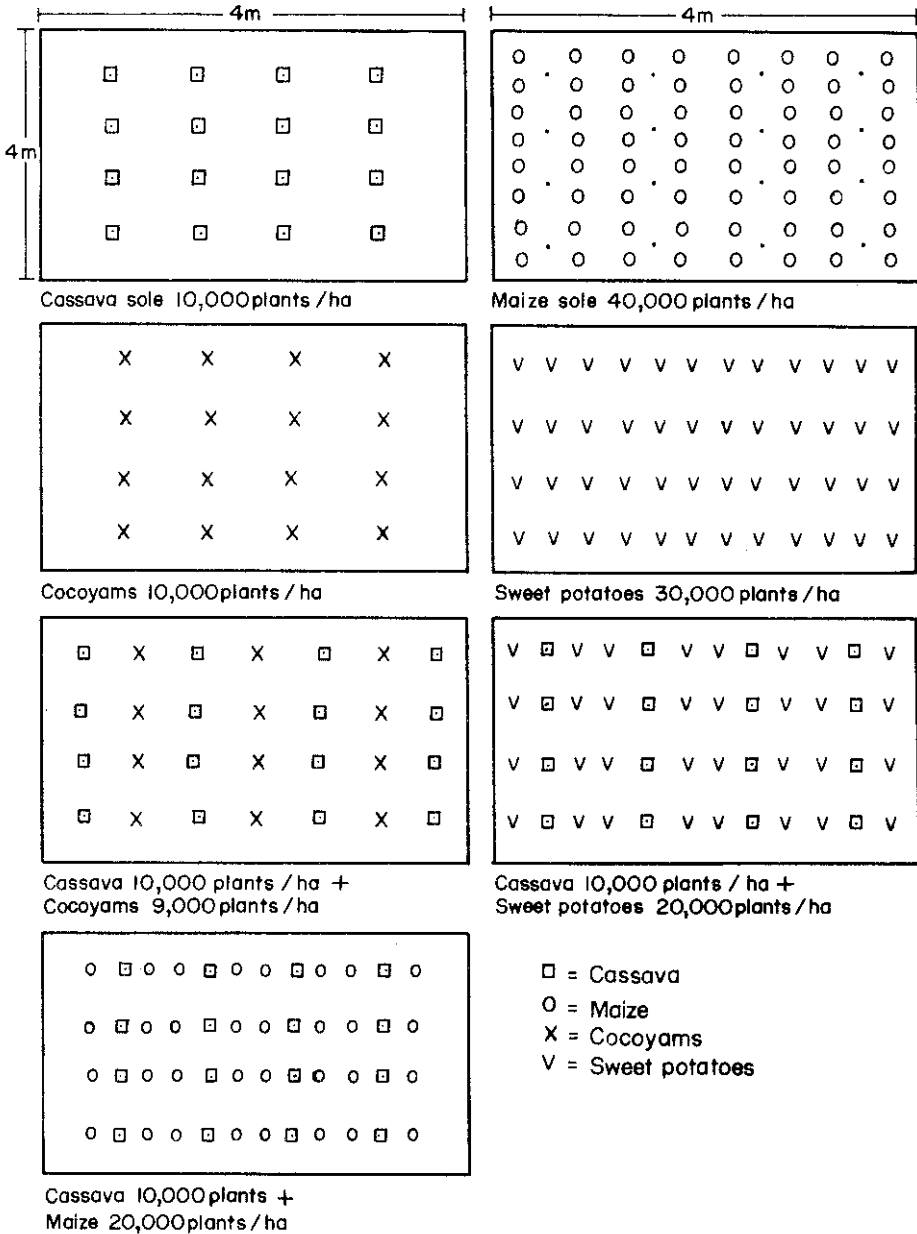 4m
4m
4m
Cassava sole 10,000 plants / ha
Maize sole 40,000 plants / ha
Cocoyams 10,000 plants / ha
Sweet potatoes 30,000 plants / ha
Cassava 10,000 plants / ha +
Cocoyams 9,000 plants / ha
Cassava 10,000 plants / ha +
Sweet potatoes 20,000 plants / ha
Cassava 10,000 plants +
Maize 20,000 plants / ha
□ = Cassava
O = Maize
X = Cocoyams
V = Sweet potatoes